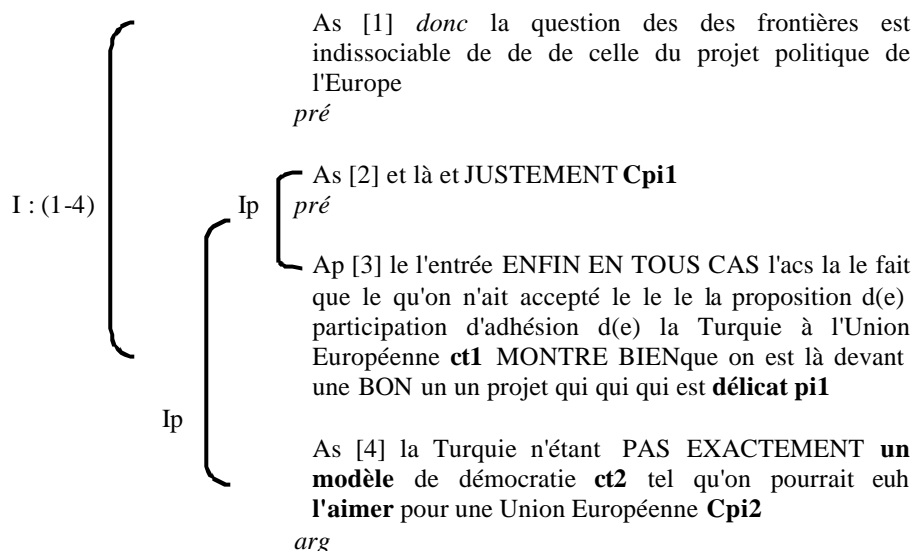 As [1] donc la question des des frontières est
indissociable de de de celle du projet politique de
l'Europe
pré
As [2] et là et JUSTEMENT Cpi1
I : (1-4)
Ip
pré
Ap [3] le l'entrée ENFIN EN TOUS CAS l'acs la le fait
que le qu'on n'ait accepté le le le la proposition d(e)
participation d'adhésion d(e) la Turquie à l'Union
Européenne ct1 MONTRE BIENque on est là devant
une BON un un projet qui qui qui est délicat pi1
Ip
As [4] la Turquie n'étant PAS EXACTEMENT un
modèle de démocratie ct2 tel qu'on pourrait euh
l'aimer pour une Union Européenne Cpi2
arg